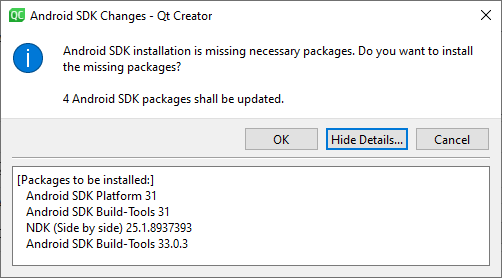 QC Android SDK Changes - Qt Creator
Android SDK installation is missing necessary packages. Do you want to install
the missing packages?
4 Android SDK packages shall be updated.
OK Hide Details... Cancel
[Packages to be installed:]
Android SDK Platform 31
Android SDK Build-Tools 31
NDK (Side by side) 25.1.8937393
Android SDK Build-Tools 33.0.3